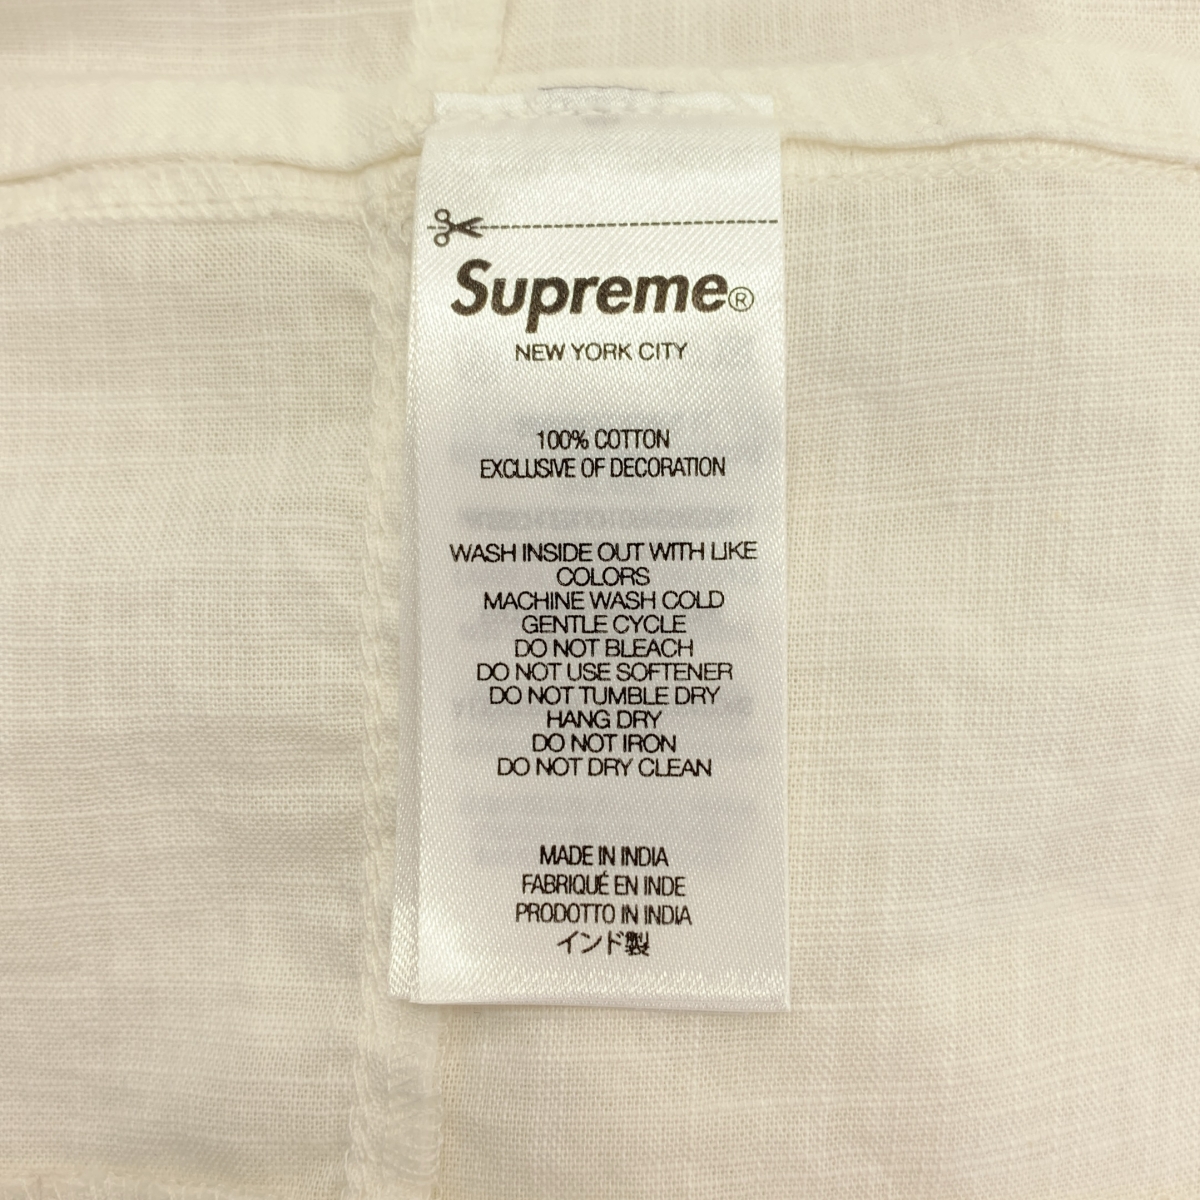 Supreme®
NEW YORK CITY
100% COTTON
EXCLUSIVE OF DECORATION
WASH INSIDE OUT WITH LIKE
COLORS
MACHINE WASH COLD
GENTLE CYCLE
DO NOT BLEACH
DO NOT USE SOFTENER
DO NOT TUMBLE DRY
HANG DRY
DO NOT IRON
DO NOT DRY CLEAN
MADE IN INDIA
FABRIQUÉ EN INDE
PRODOTTO IN INDIA
インド製